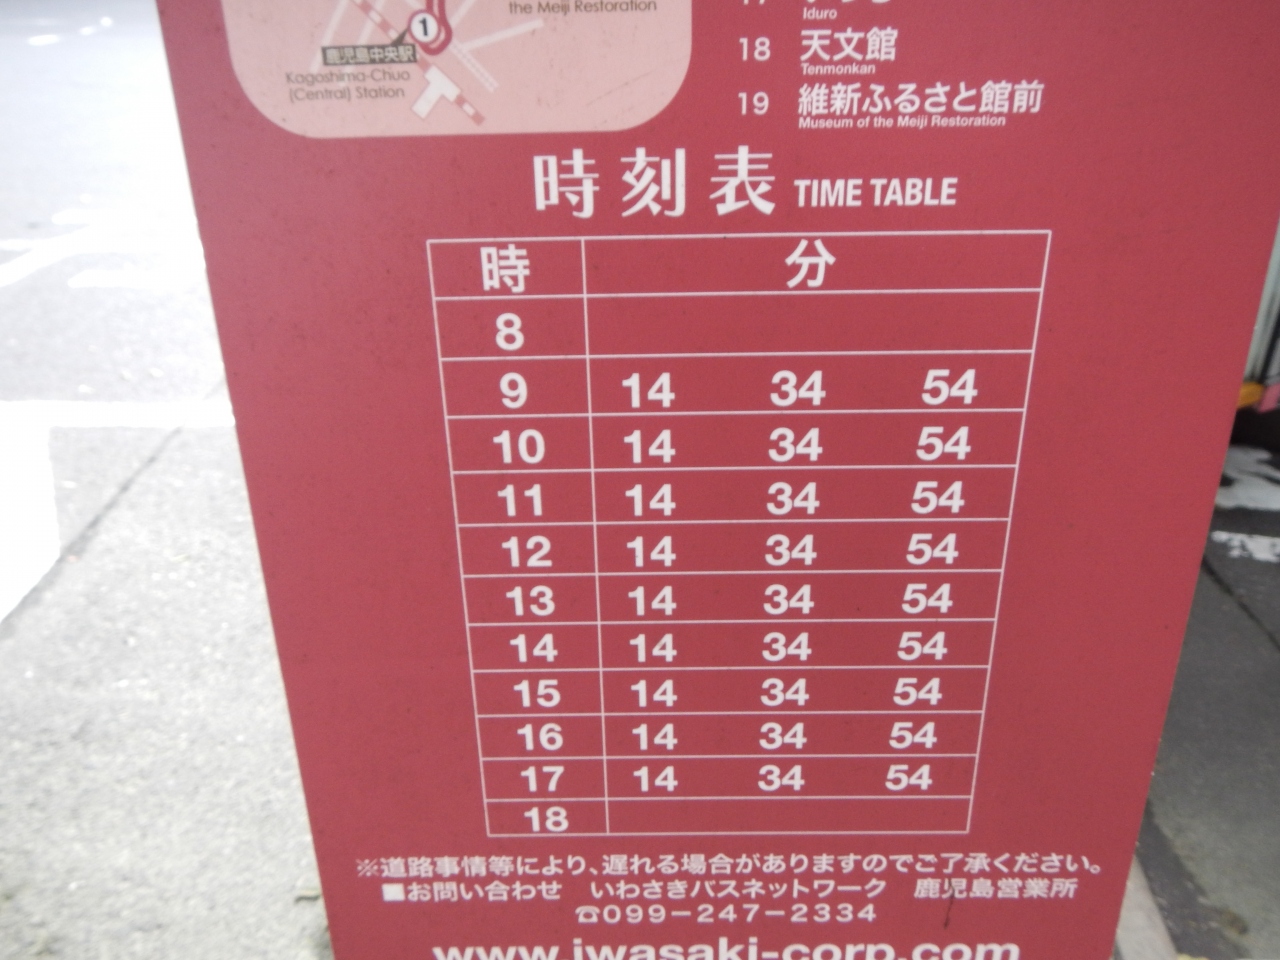 the Meiji Restoration
1
鹿児島中央駅
Kagoshima-Chuo
(Central) Station
Iduro
18 天文館
Tenmonkan
19 維新ふるさと館前
Museum of the Meiji Restoration
時刻表 TIME TABLE
時 分
8
9 14 34 54
10 14 34 54
11 14 34 54
12 14 34 54
13 14 34 54
14 14 34 54
15 14 34 54
16 14 34 54
17 14 34 54
18
※道路事情等により、遅れる場合がありますのでご了承ください。
■お問い合わせ いわさきバスネットワーク 鹿児島営業所
☎099-247-2334
www.iwasaki-corp.com